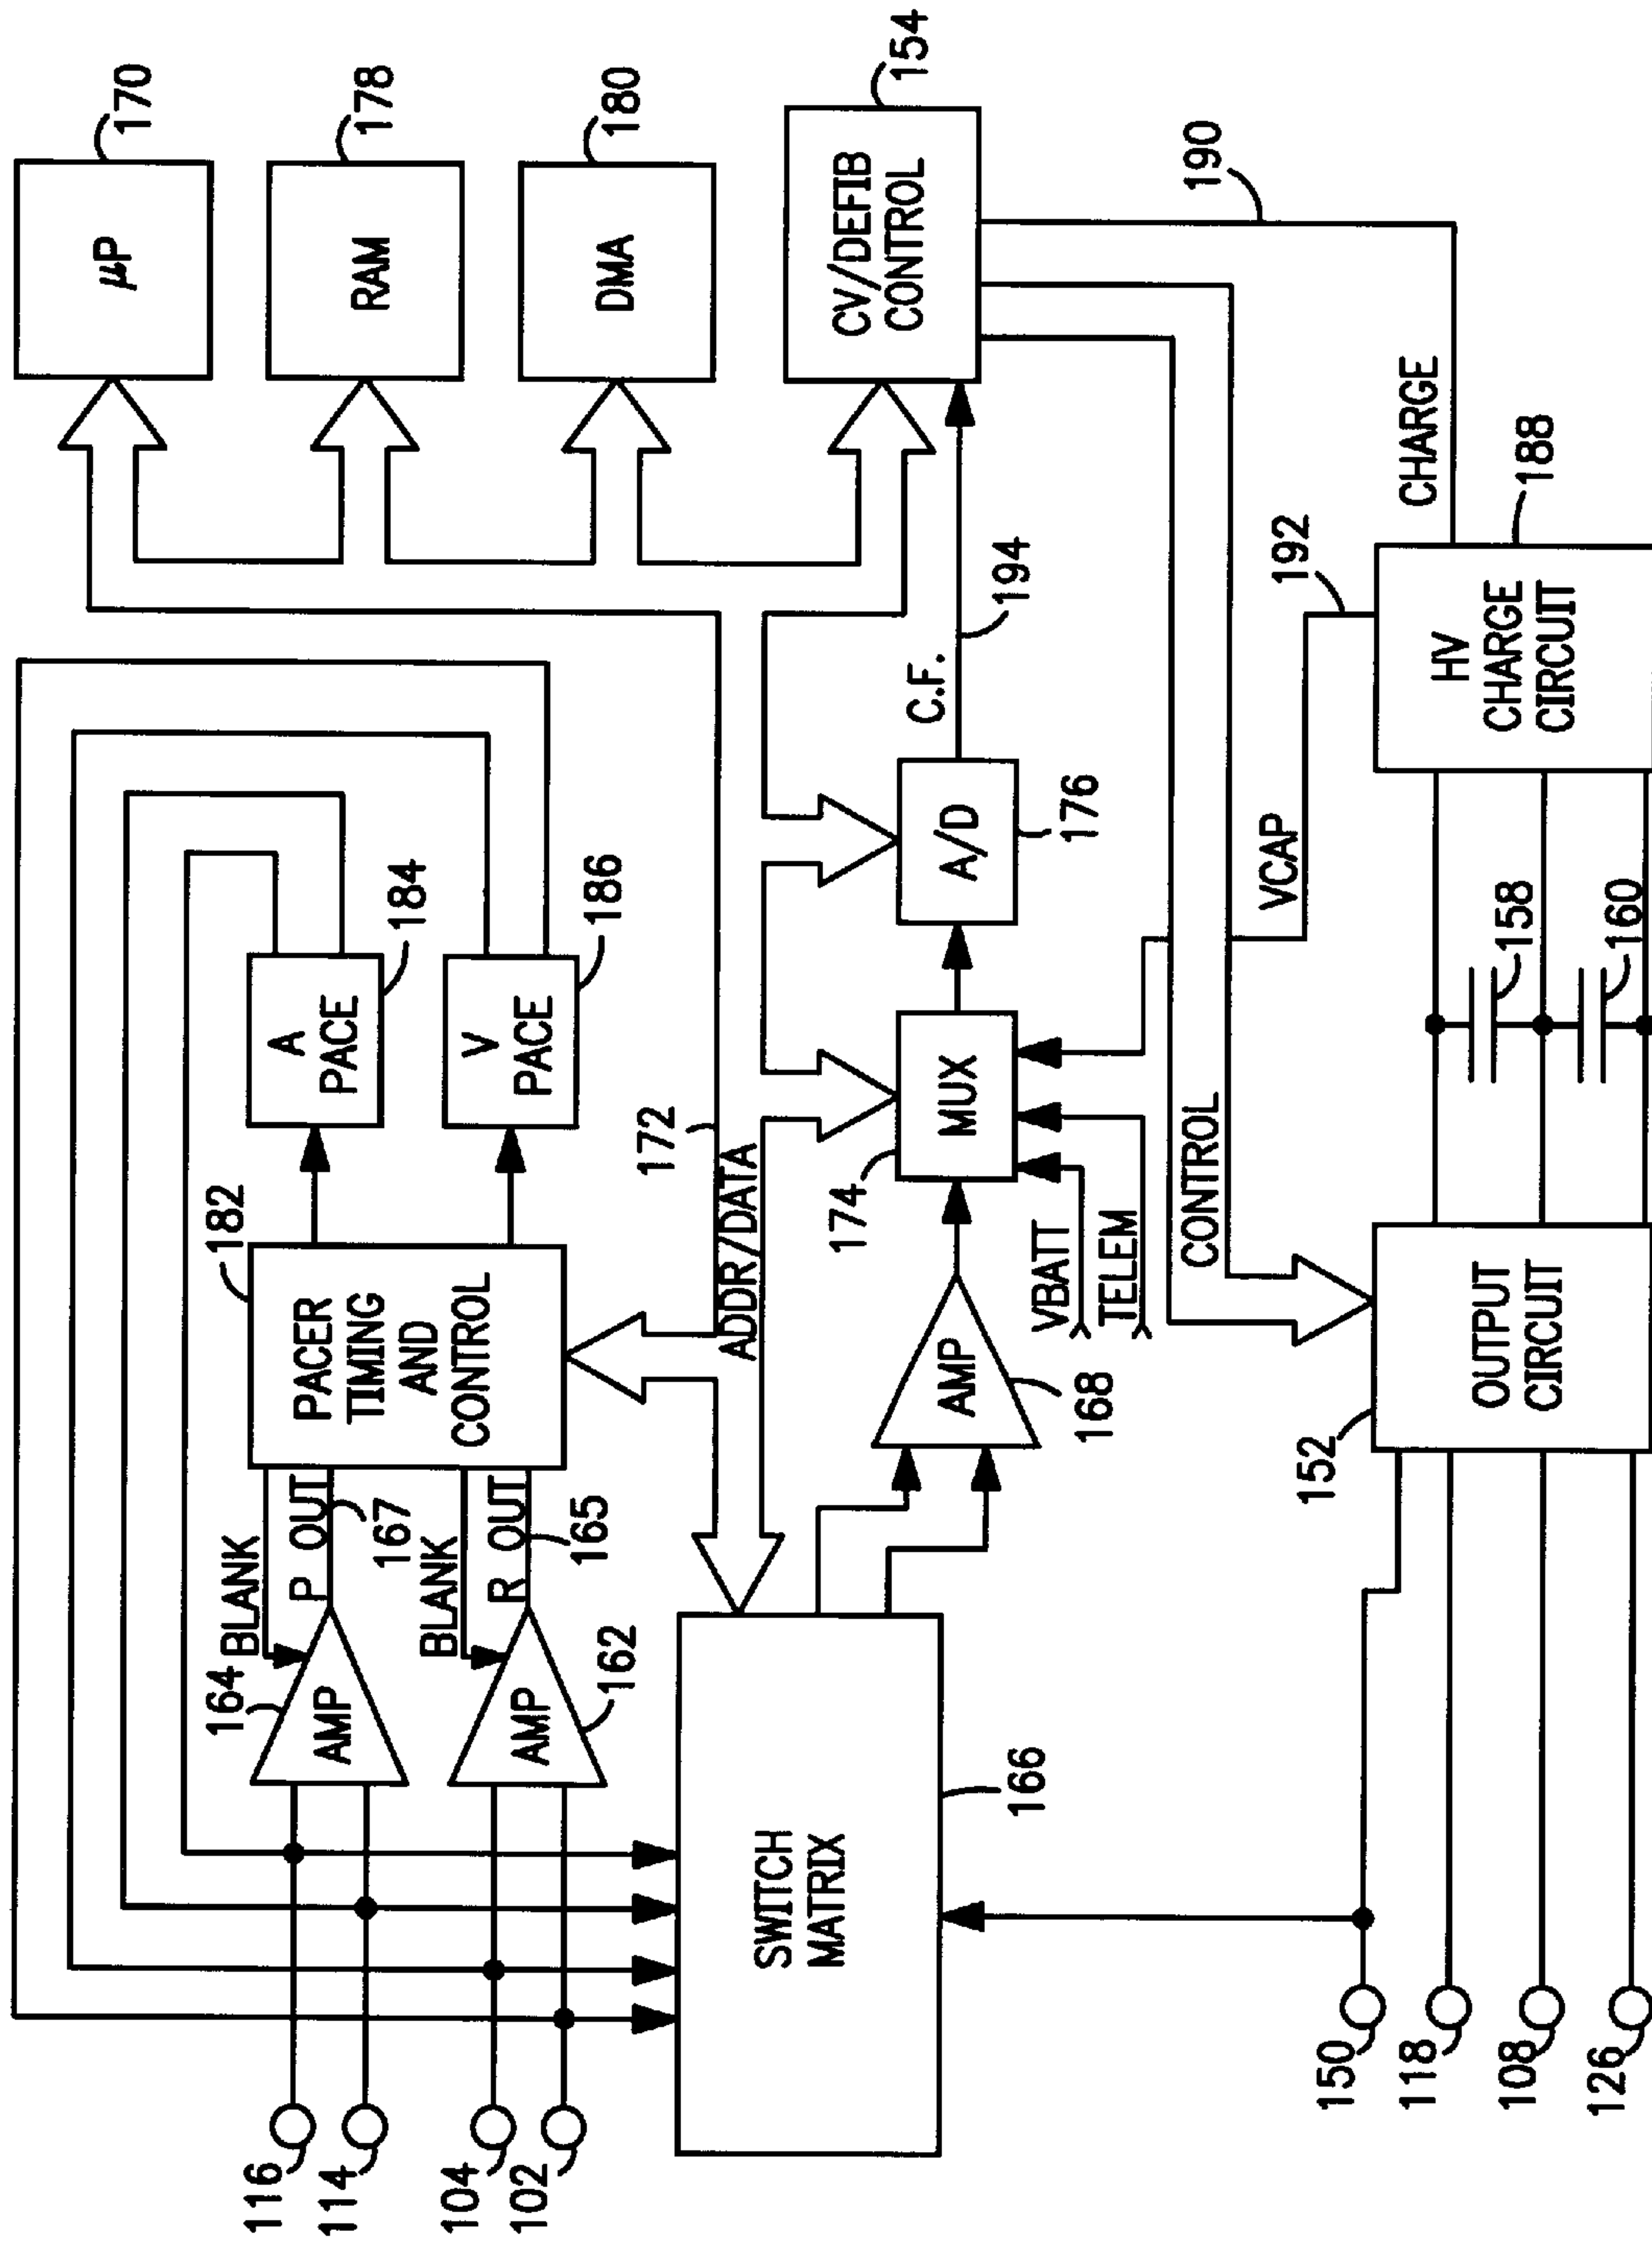 116
114
104
102
164
AMP
BLANK
P OUT
167
162
AMP
BLANK
R OUT
165
182
PACER
TIMING
AND
CONTROL
A
PACE
184
V
PACE
186
µP
170
RAM
178
DMA
180
172
ADDR/DATA
SWITCH
MATRIX
166
AMP
168
174
MUX
VBATT
TELEM
A/D
176
C.F.
194
CV/DEFIB
CONTROL
154
190
CONTROL
VCAP
192
CHARGE
150
118
108
126
152
OUTPUT
CIRCUIT
158
160
HV
CHARGE
CIRCUIT
188